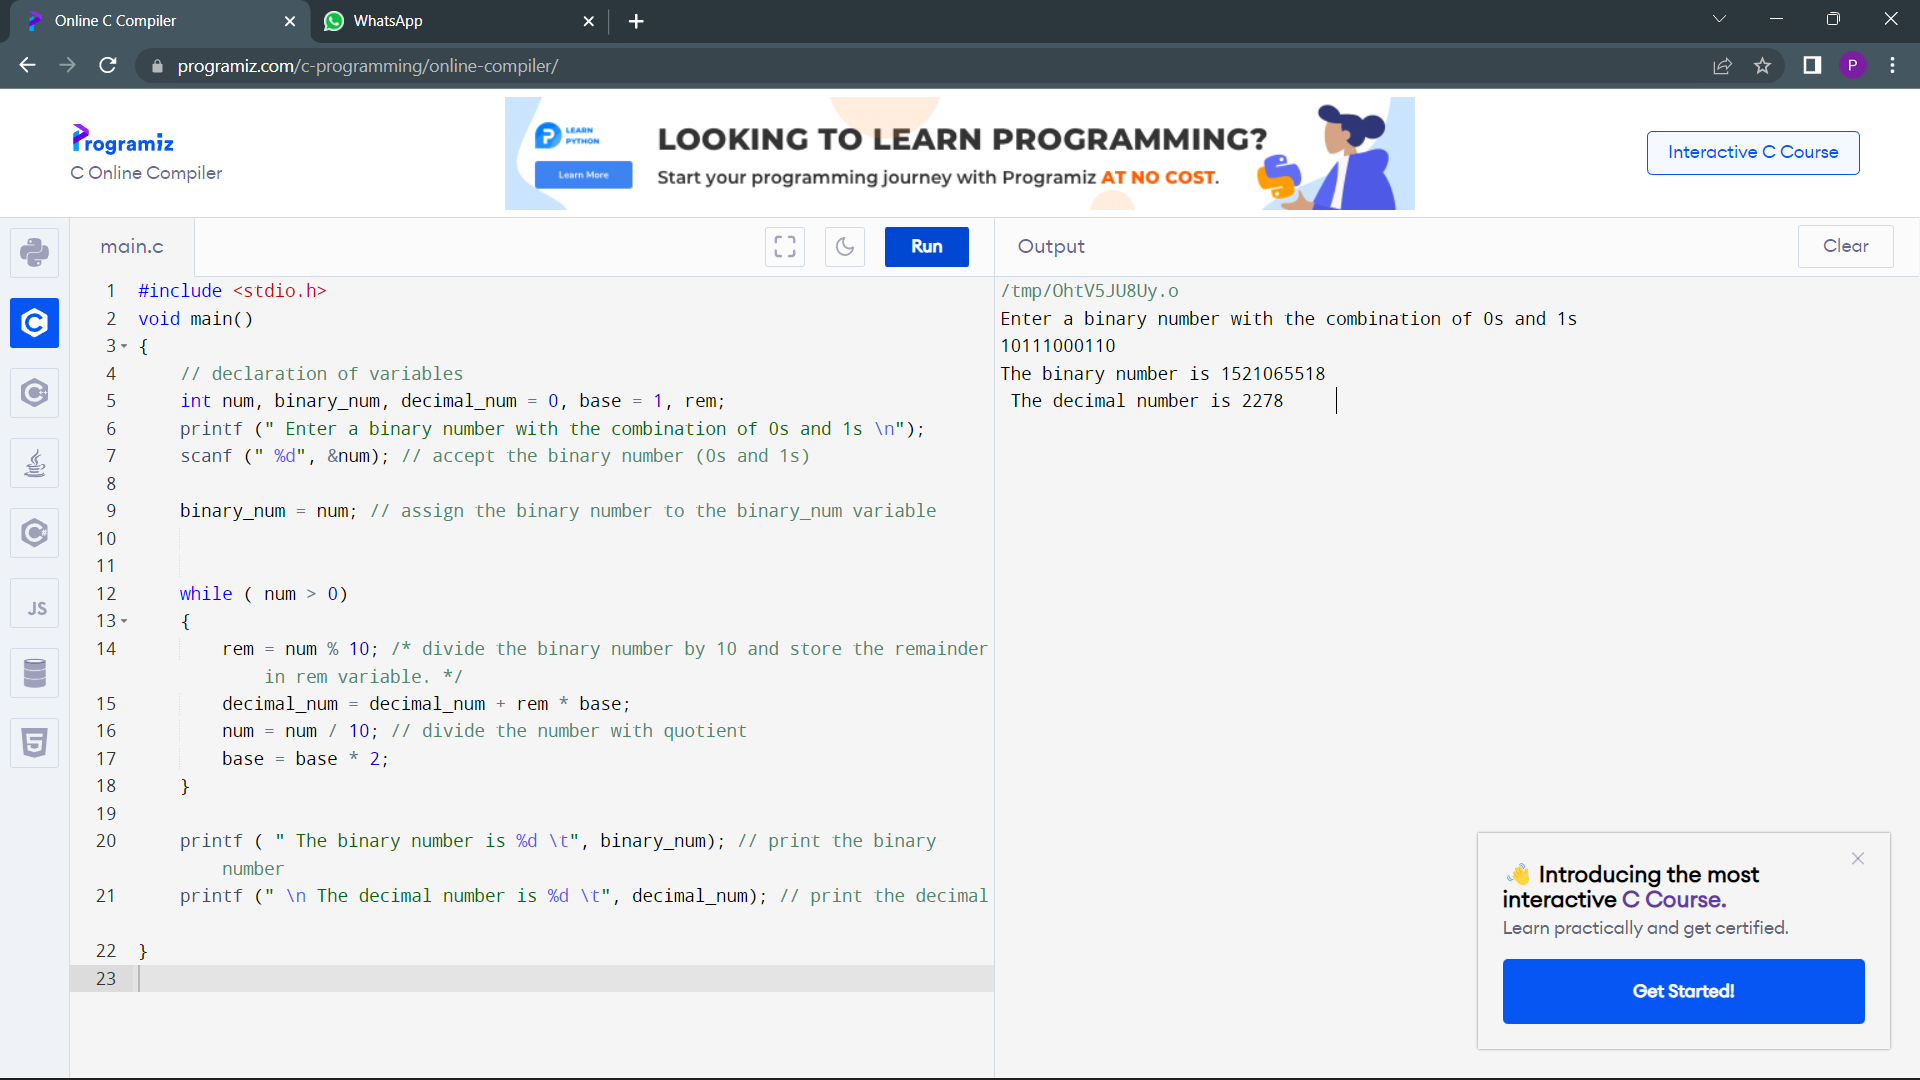 Online C Compiler
WhatsApp
programiz.com/c-programming/online-compiler/
P
Programiz
C Online Compiler
LEARN
PYTHON
Learn More
LOOKING TO LEARN PROGRAMMING?
Start your programming journey with Programiz AT NO COST.
Interactive C Course
main.c
Run
Output
Clear
JS
1 #include <stdio.h>
2 void main()
3 {
4 // declaration of variables
5 int num, binary_num, decimal_num = 0, base = 1, rem;
6 printf (" Enter a binary number with the combination of 0s and 1s \n");
7 scanf (" %d", &num); // accept the binary number (0s and 1s)
8
9 binary_num = num; // assign the binary number to the binary_num variable
10
11
12 while ( num > 0)
13 {
14 rem = num % 10; /* divide the binary number by 10 and store the remainder
in rem variable. */
15 decimal_num = decimal_num + rem * base;
16 num = num / 10; // divide the number with quotient
17 base = base * 2;
18 }
19
20 printf ( " The binary number is %d \t", binary_num); // print the binary
number
21 printf (" \n The decimal number is %d \t", decimal_num); // print the decimal
22 }
23
/tmp/OhtV5JU8Uy.o
Enter a binary number with the combination of 0s and 1s
10111000110
The binary number is 1521065518
The decimal number is 2278
👋 Introducing the most
interactive C Course.
Learn practically and get certified.
Get Started!